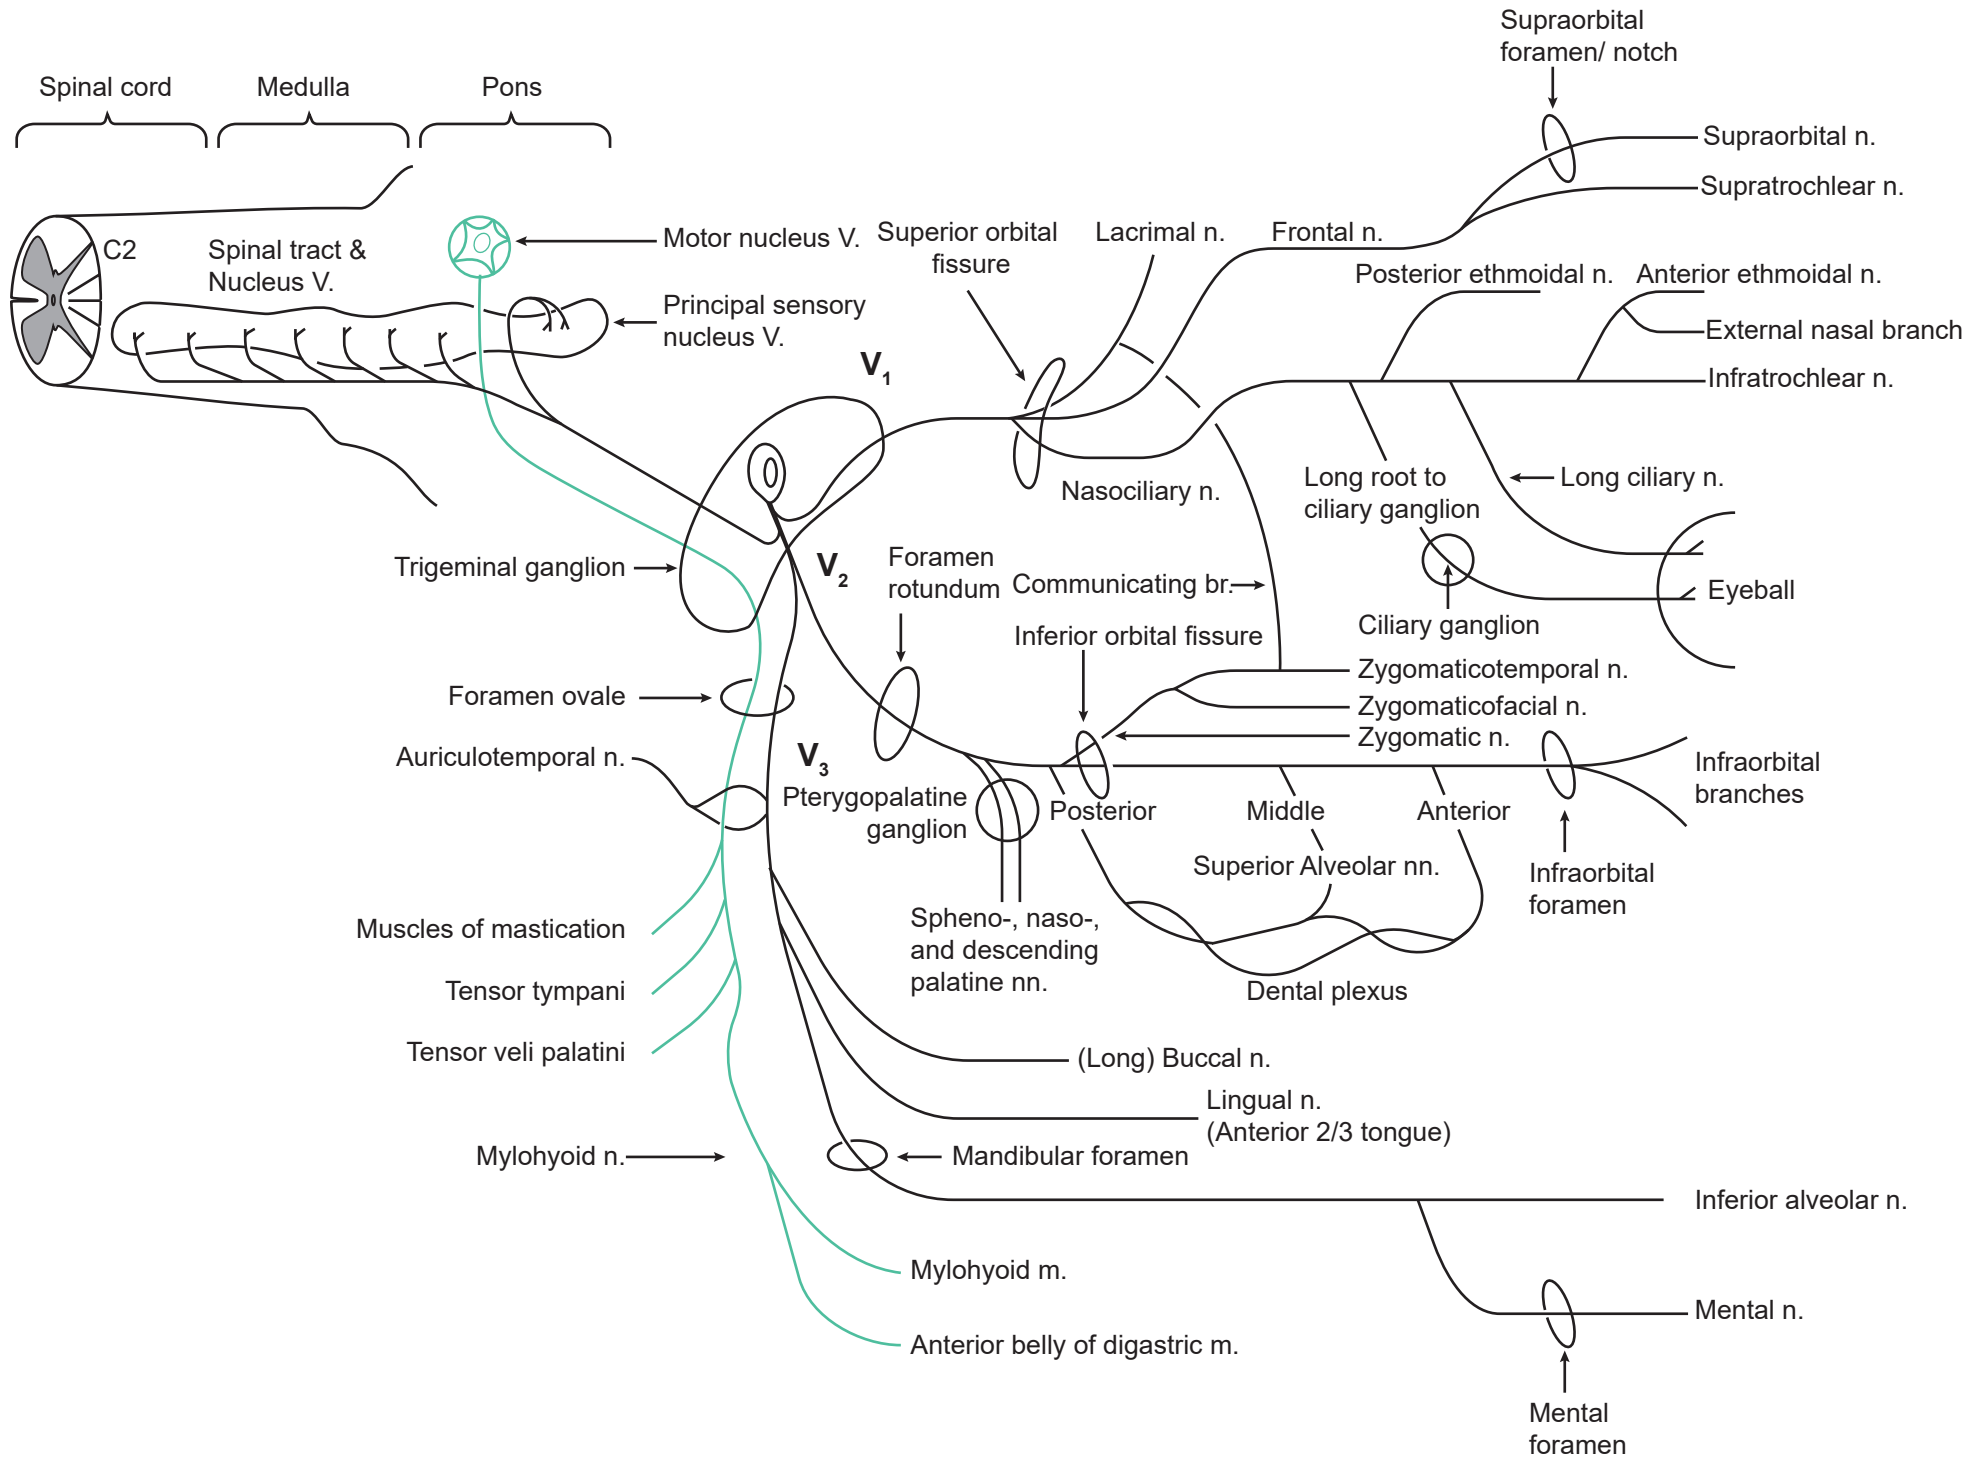 Supraorbital
foramen/ notch
Spinal cord
Medulla
Pons
Supraorbital n.
Supratrochlear n.
C2
Spinal tract &
Nucleus V.
Motor nucleus V.
Superior orbital
fissure
Lacrimal n.
Frontal n.
Posterior ethmoidal n.
Anterior ethmoidal n.
Principal sensory
nucleus V.
External nasal branch
V1
Infratrochlear n.
Nasociliary n.
Long root to
ciliary ganglion
Long ciliary n.
Trigeminal ganglion
V2
Foramen
rotundum
Communicating br.
Eyeball
Ciliary ganglion
Inferior orbital fissure
Zygomaticotemporal n.
Foramen ovale
Zygomaticofacial n.
Zygomatic n.
Auriculotemporal n.
V3
Infraorbital
branches
Pterygopalatine
ganglion
Posterior
Middle
Anterior
Superior Alveolar nn.
Infraorbital
foramen
Muscles of mastication
Spheno-, naso-,
and descending
palatine nn.
Tensor tympani
Dental plexus
Tensor veli palatini
(Long) Buccal n.
Lingual n.
(Anterior 2/3 tongue)
Mylohyoid n.
Mandibular foramen
Inferior alveolar n.
Mylohyoid m.
Mental n.
Anterior belly of digastric m.
Mental
foramen